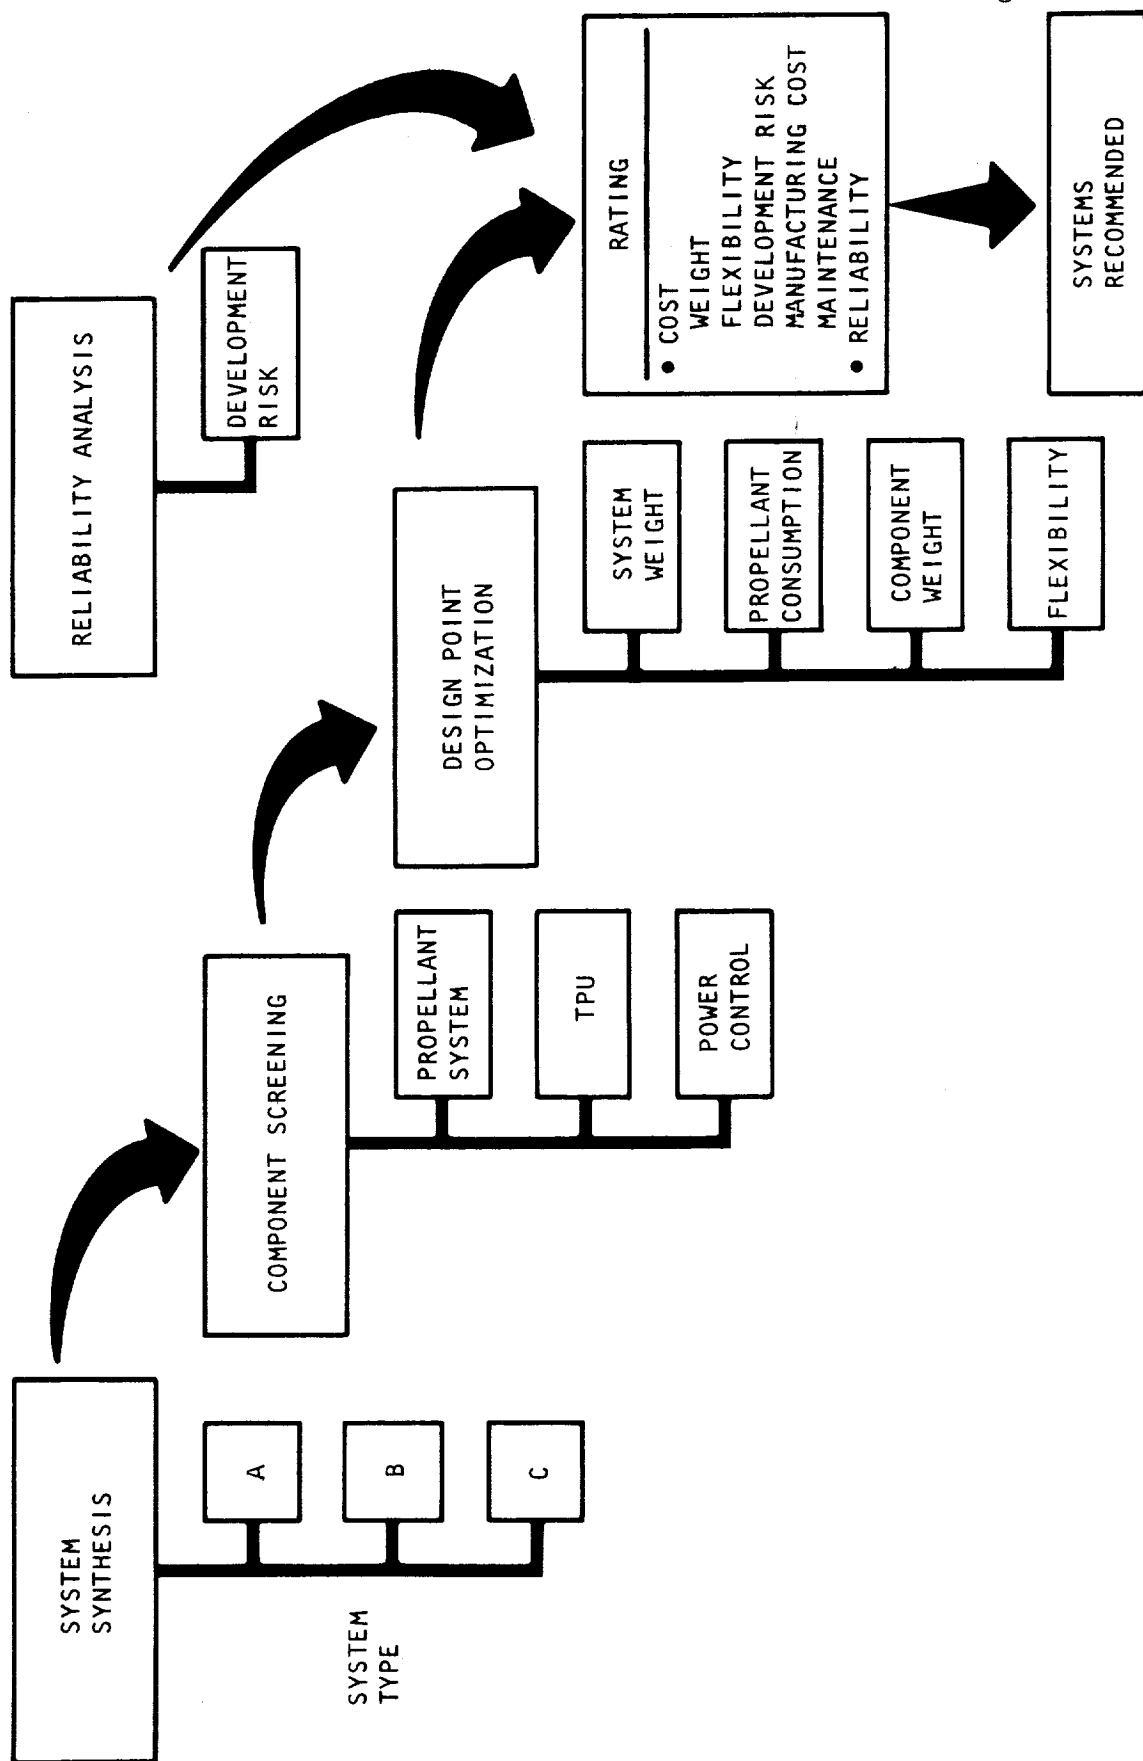 SYSTEM
SYNTHESIS
SYSTEM
TYPE
A
B
C
COMPONENT SCREENING
PROPELLANT
SYSTEM
TPU
POWER
CONTROL
DESIGN POINT
OPTIMIZATION
SYSTEM
WEIGHT
PROPELLANT
CONSUMPTION
COMPONENT
WEIGHT
FLEXIBILITY
RELIABILITY ANALYSIS
DEVELOPMENT
RISK
RATING
• COST
WEIGHT
FLEXIBILITY
DEVELOPMENT RISK
MANUFACTURING COST
MAINTENANCE
• RELIABILITY
SYSTEMS
RECOMMENDED